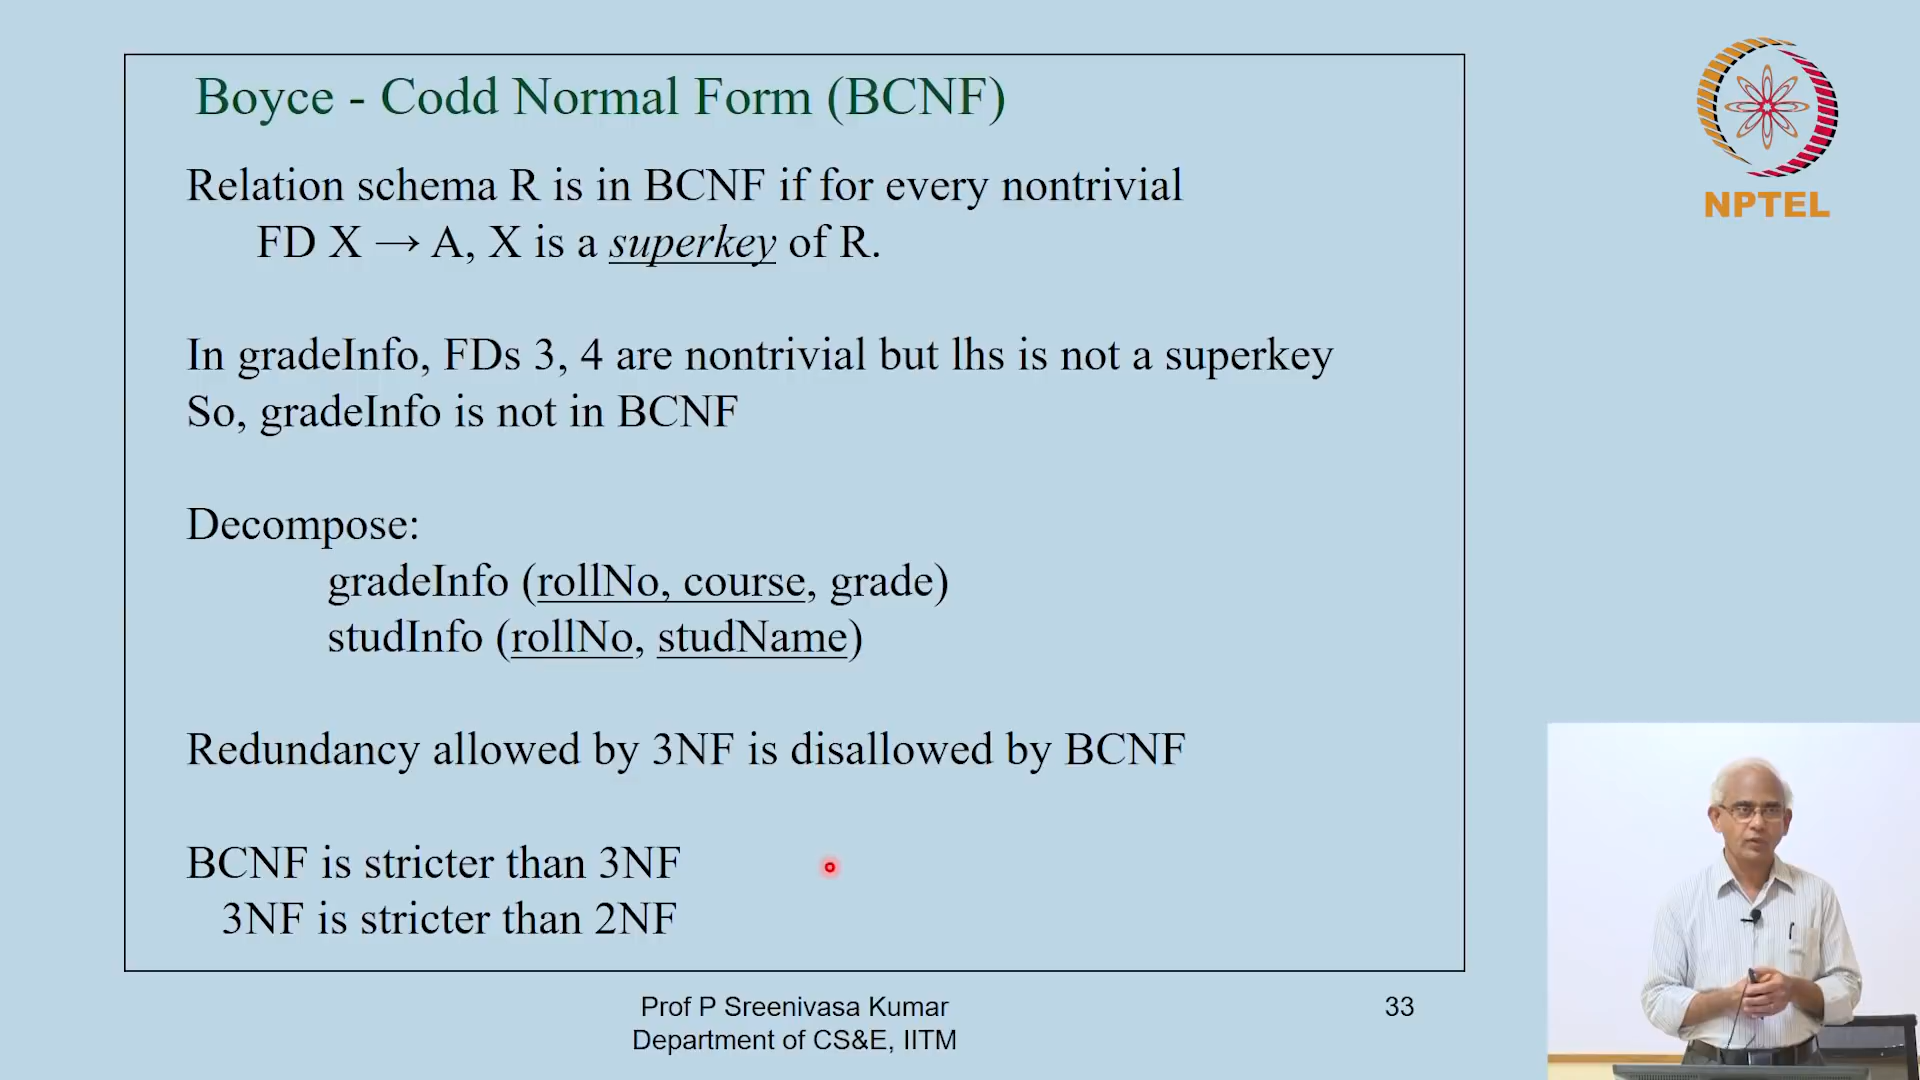 Boyce - Codd Normal Form (BCNF)
Relation schema R is in BCNF if for every nontrivial
FD X → A, X is a superkey of R.
In gradeInfo, FDs 3, 4 are nontrivial but lhs is not a superkey
So, gradeInfo is not in BCNF
Decompose:
gradeInfo (rollNo, course, grade)
studInfo (rollNo, studName)
Redundancy allowed by 3NF is disallowed by BCNF
BCNF is stricter than 3NF
3NF is stricter than 2NF
Prof P Sreenivasa Kumar
Department of CS&E, IITM
33
NPTEL